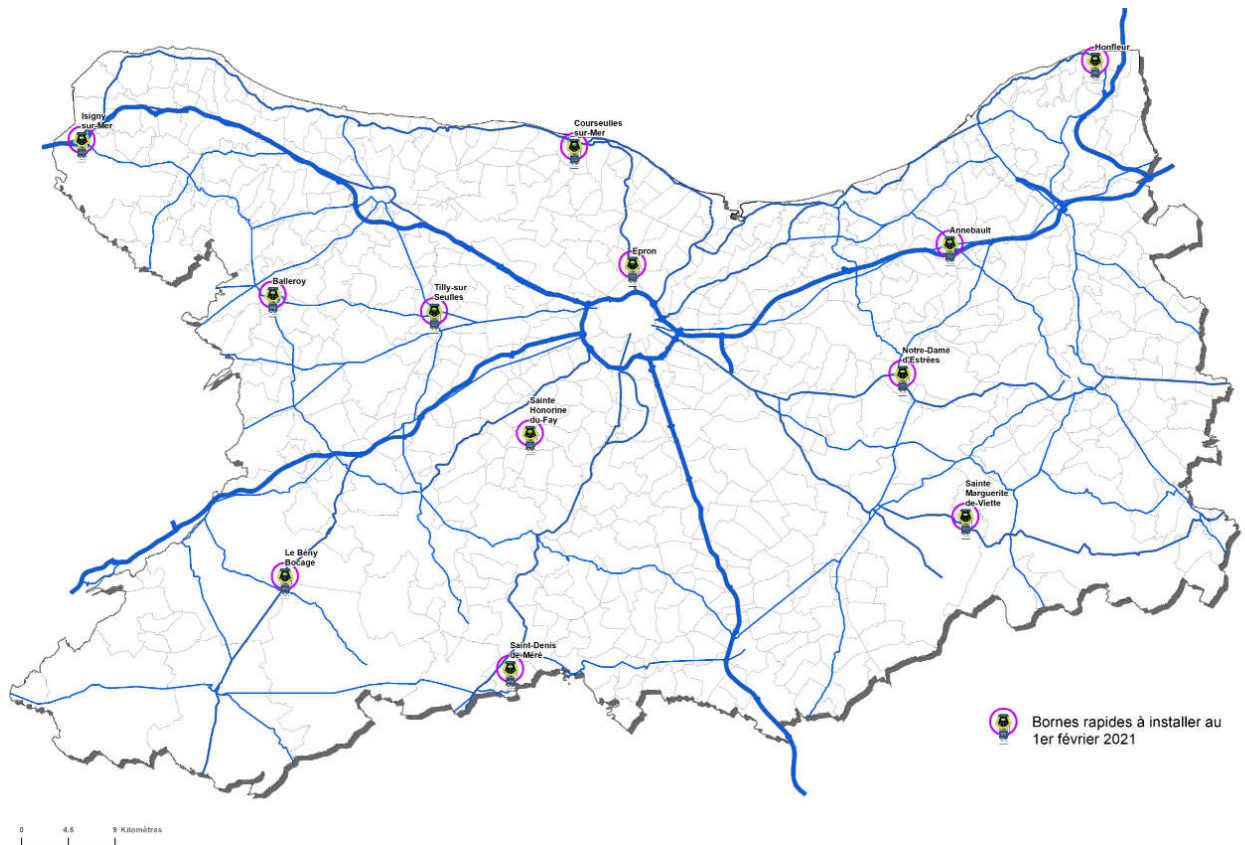 Honfleur
Isigny
sur-Mer
Courseulles
sur-Mer
Epron
Annebault
Balleroy
Tilly-sur
Seulles
Notre-Dame
d'Estrées
Sainte
Honorine
du-Fay
Sainte
Marguerite
de-Viette
Le Bény
Bocage
Saint-Denis
de-Méré
Bornes rapides à installer au
1er février 2021
0 4.5 9 Kilomètres